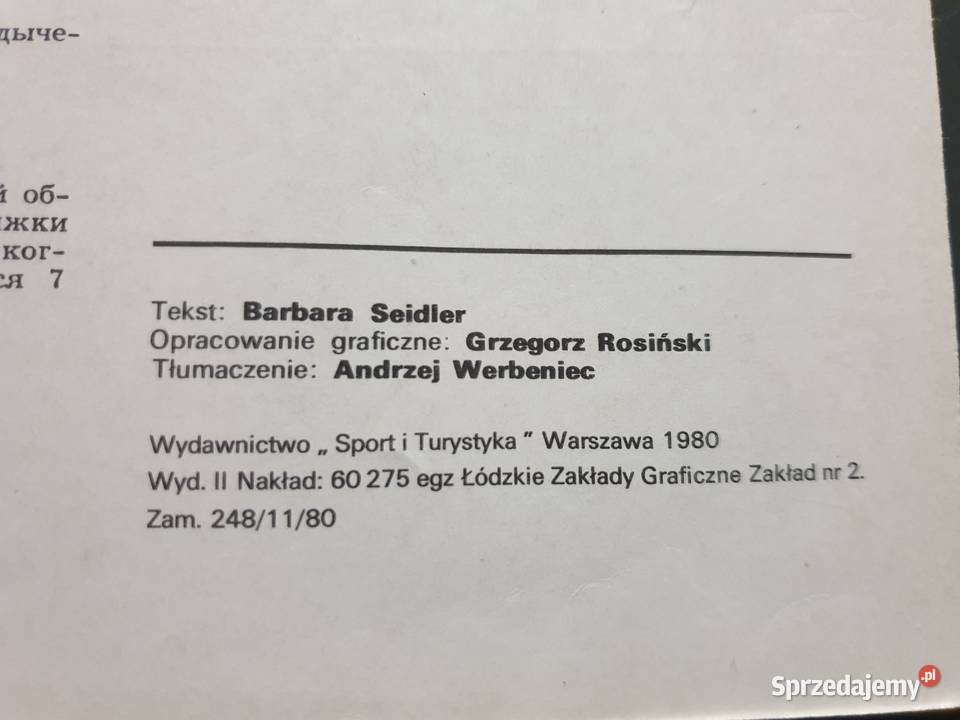 дыче-
й об-
жки
ког-
ся 7
Tekst: Barbara Seidler
Opracowanie graficzne: Grzegorz Rosiński
Tłumaczenie: Andrzej Werbeniec
Wydawnictwo „ Sport i Turystyka ” Warszawa 1980
Wyd. II Nakład: 60 275 egz Łódzkie Zakłady Graficzne Zakład nr 2.
Zam. 248/11/80
Sprzedajemy.pl